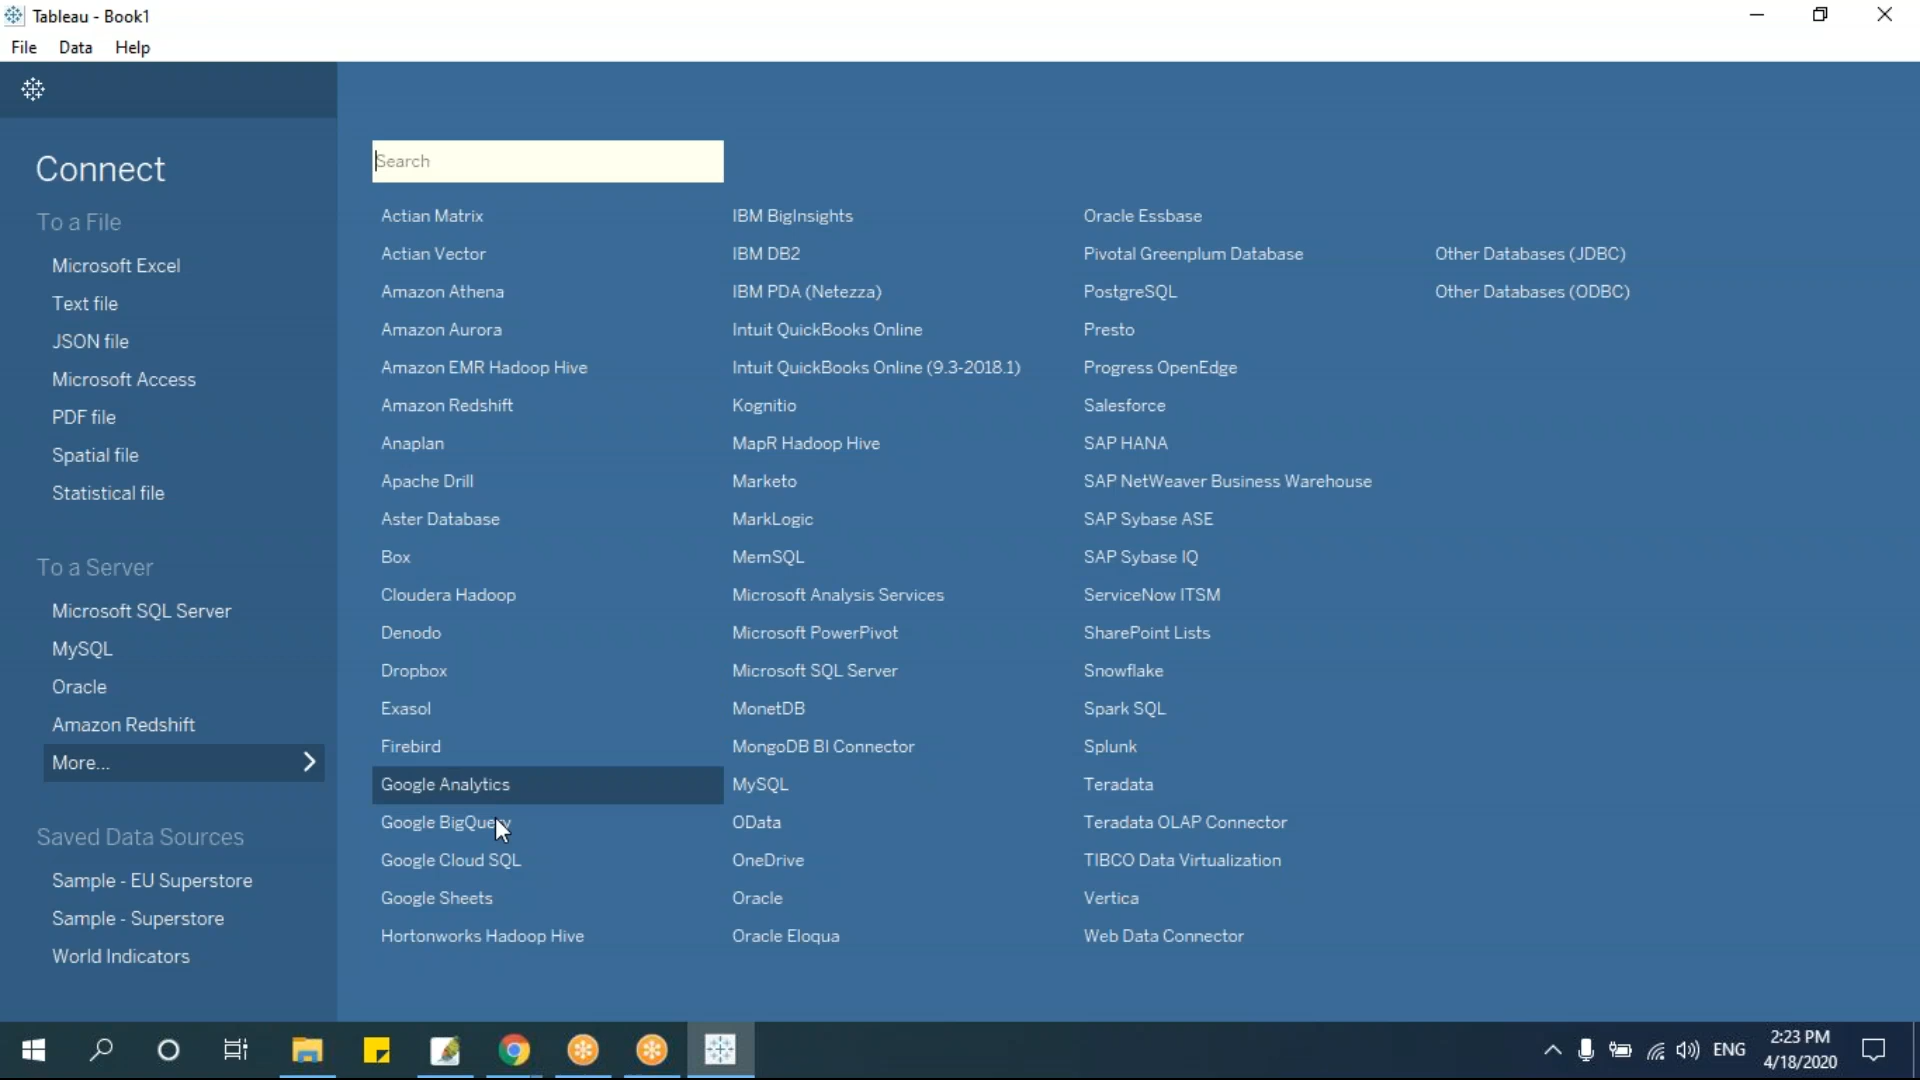 Tableau - Book1
File Data Help
Connect
To a File
Microsoft Excel
Text file
JSON file
Microsoft Access
PDF file
Spatial file
Statistical file
To a Server
Microsoft SQL Server
MySQL
Oracle
Amazon Redshift
More...
Saved Data Sources
Sample - EU Superstore
Sample - Superstore
World Indicators
Search
Actian Matrix
Actian Vector
Amazon Athena
Amazon Aurora
Amazon EMR Hadoop Hive
Amazon Redshift
Anaplan
Apache Drill
Aster Database
Box
Cloudera Hadoop
Denodo
Dropbox
Exasol
Firebird
Google Analytics
Google BigQuery
Google Cloud SQL
Google Sheets
Hortonworks Hadoop Hive
IBM BigInsights
IBM DB2
IBM PDA (Netezza)
Intuit QuickBooks Online
Intuit QuickBooks Online (9.3-2018.1)
Kognitio
MapR Hadoop Hive
Marketo
MarkLogic
MemSQL
Microsoft Analysis Services
Microsoft PowerPivot
Microsoft SQL Server
MonetDB
MongoDB BI Connector
MySQL
OData
OneDrive
Oracle
Oracle Eloqua
Oracle Essbase
Pivotal Greenplum Database
PostgreSQL
Presto
Progress OpenEdge
Salesforce
SAP HANA
SAP NetWeaver Business Warehouse
SAP Sybase ASE
SAP Sybase IQ
ServiceNow ITSM
SharePoint Lists
Snowflake
Spark SQL
Splunk
Teradata
Teradata OLAP Connector
TIBCO Data Virtualization
Vertica
Web Data Connector
Other Databases (JDBC)
Other Databases (ODBC)
ENG
2:23 PM
4/18/2020